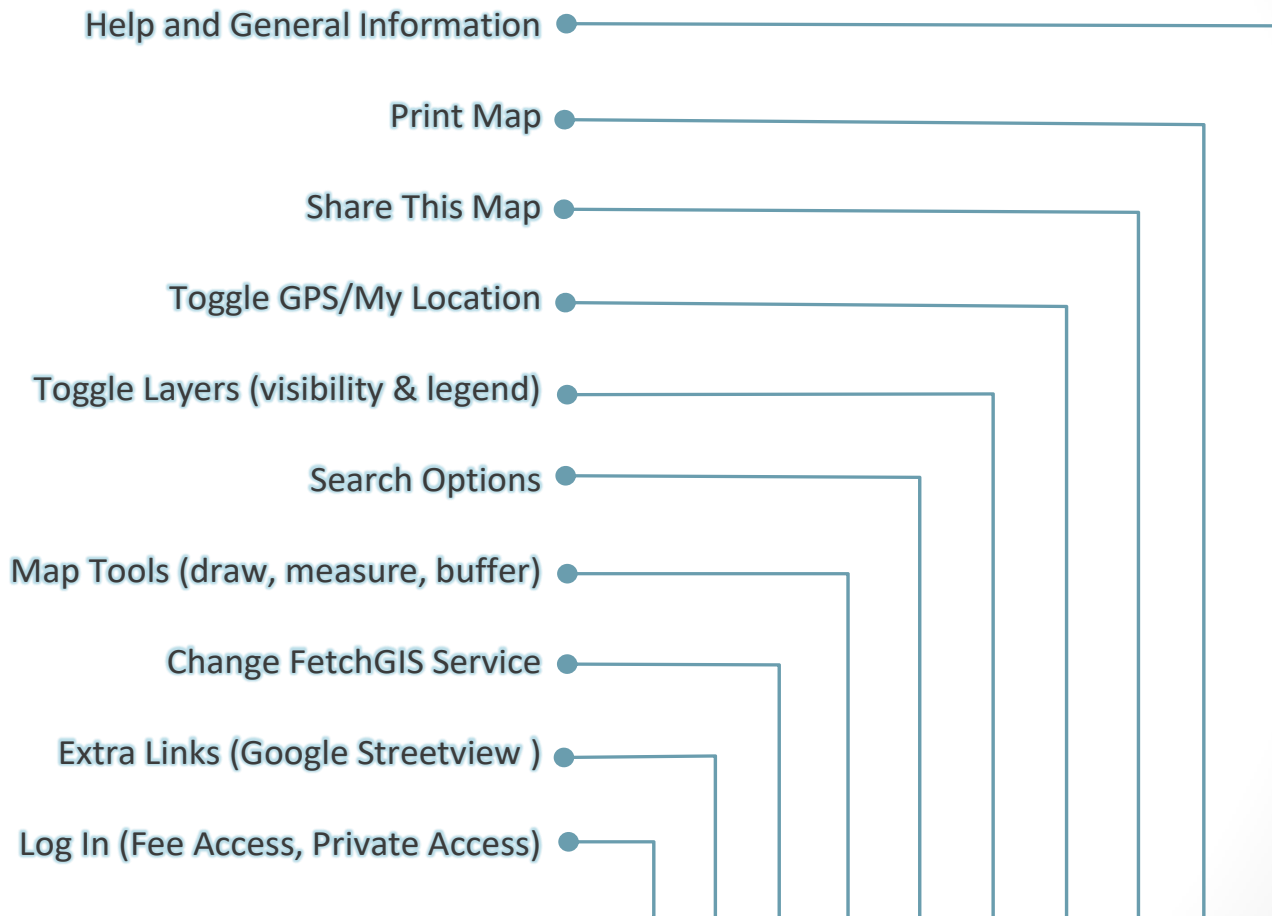 Help and General Information
Print Map
Share This Map
Toggle GPS/My Location
Toggle Layers (visibility & legend)
Search Options
Map Tools (draw, measure, buffer)
Change FetchGIS Service
Extra Links (Google Streetview )
Log In (Fee Access, Private Access)